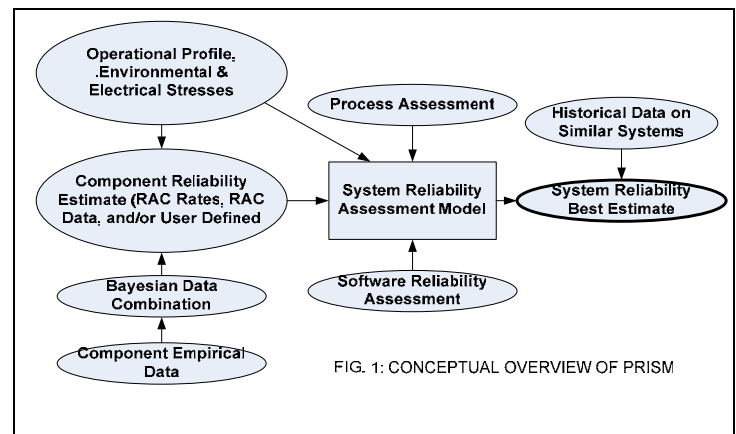 Operational Profile,
.Environmental &
Electrical Stresses
Process Assessment
Historical Data on
Similar Systems
Component Reliability
Estimate (RAC Rates, RAC
Data, and/or User Defined
System Reliability
Assessment Model
System Reliability
Best Estimate
Bayesian Data
Combination
Software Reliability
Assessment
Component Empirical
Data
FIG. 1: CONCEPTUAL OVERVIEW OF PRISM